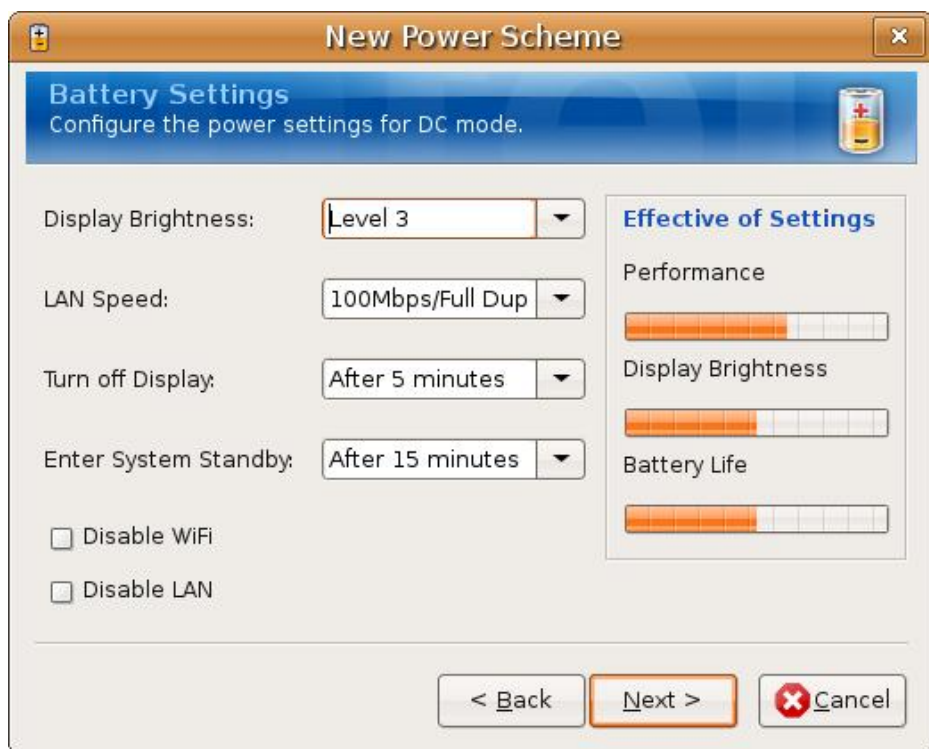 New Power Scheme
Battery Settings
Configure the power settings for DC mode.
Display Brightness:
Level 3
LAN Speed:
100Mbps/Full Dup
Turn off Display:
After 5 minutes
Enter System Standby:
After 15 minutes
Disable WiFi
Disable LAN
Effective of Settings
Performance
Display Brightness
Battery Life
< Back
Next >
Cancel